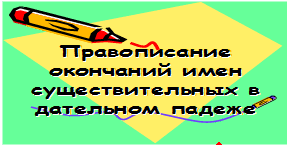 Правописание
окончаний имен
существительных в
дательном падеже